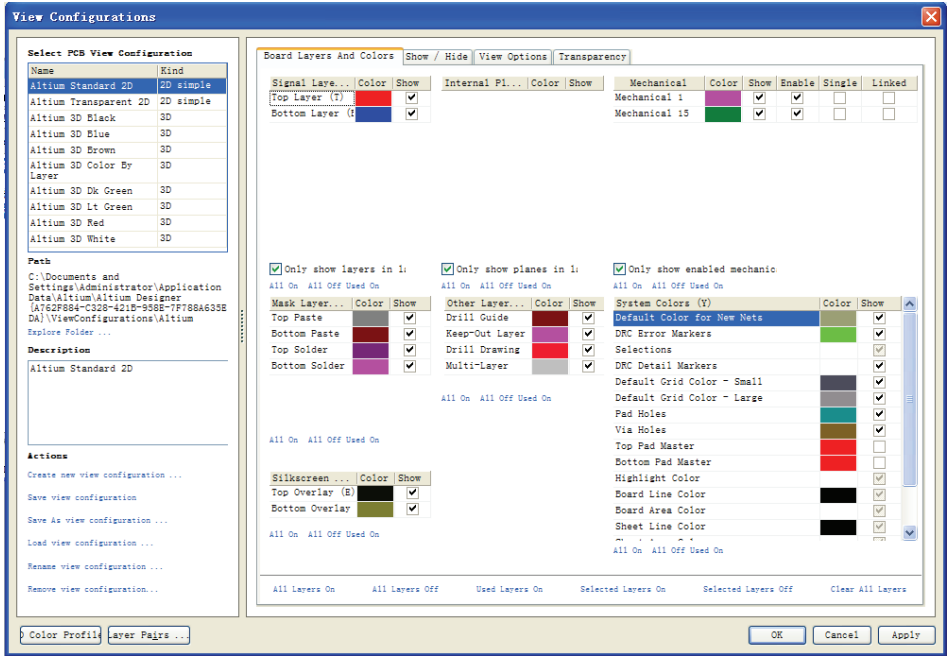 View Configurations
Select PCB View Configuration
Name Kind
Altium Standard 2D 2D simple
Altium Transparent 2D 2D simple
Altium 3D Black 3D
Altium 3D Blue 3D
Altium 3D Brown 3D
Altium 3D Color By 3D
Layer
Altium 3D Dk Green 3D
Altium 3D Lt Green 3D
Altium 3D Red 3D
Altium 3D White 3D
Path
C:\Documents and
Settings\Administrator\Application
Data\Altium\Altium Designer
{A762F884-C328-421B-958E-7F788A635E
DA}\ViewConfigurations\Altium
Explore Folder ...
Description
Altium Standard 2D
Actions
Create new view configuration ...
Save view configuration
Save As view configuration ...
Load view configuration ...
Rename view configuration ...
Remove view configuration...
Board Layers And Colors Show / Hide View Options Transparency
Signal Laye... Color Show Internal Pl... Color Show Mechanical Color Show Enable Single Linked
Top Layer (T) Mechanical 1
Bottom Layer ( Mechanical 15
Only show layers in la Only show planes in la Only show enabled mechanic
All On All Off Used On All On All Off Used On All On All Off Used On
Mask Layer... Color Show Other Layer... Color Show System Colors (Y) Color Show
Top Paste Drill Guide Default Color for New Nets
Bottom Paste Keep-Out Layer DRC Error Markers
Top Solder Drill Drawing Selections
Bottom Solder Multi-Layer DRC Detail Markers
Default Grid Color - Small
All On All Off Used On Default Grid Color - Large
Pad Holes
Via Holes
All On All Off Used On Top Pad Master
Bottom Pad Master
Silkscreen ... Color Show Highlight Color
Top Overlay (E) Board Line Color
Bottom Overlay Board Area Color
Sheet Line Color
All On All Off Used On
All On All Off Used On
All Layers On All Layers Off Used Layers On Selected Layers On Selected Layers Off Clear All Layers
D Color Profile Layer Pairs ... OK Cancel Apply